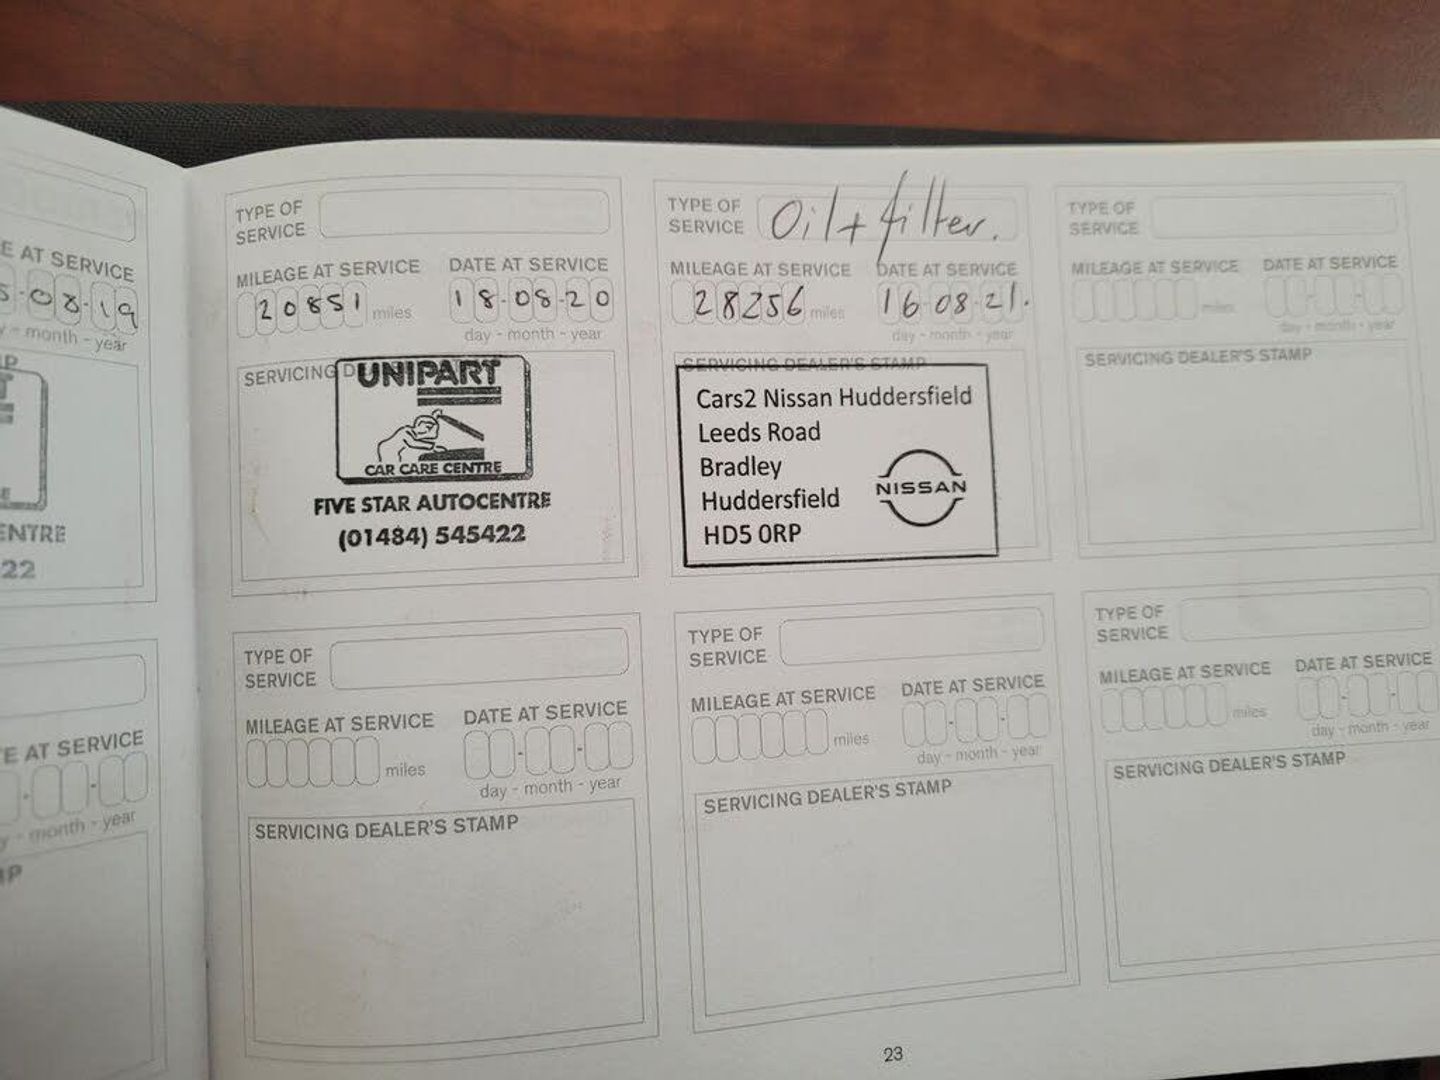 E AT SERVICE
08-19
month - year
ENTRE
22
E AT SERVICE
month - year
TYPE OF
SERVICE
MILEAGE AT SERVICE DATE AT SERVICE
20851 miles 18-08-20
day - month - year
SERVICING D
UNIPART
CAR CARE CENTRE
FIVE STAR AUTOCENTRE
(01484) 545422
TYPE OF
SERVICE Oil + filter.
MILEAGE AT SERVICE DATE AT SERVICE
28256 miles 16 08 21.
day - month - year
SERVICING DEALER'S STAMP
Cars2 Nissan Huddersfield
Leeds Road
Bradley
Huddersfield
HD5 0RP
NISSAN
TYPE OF
SERVICE
MILEAGE AT SERVICE DATE AT SERVICE
miles
day - month - year
SERVICING DEALER'S STAMP
TYPE OF
SERVICE
MILEAGE AT SERVICE DATE AT SERVICE
miles
day - month - year
SERVICING DEALER'S STAMP
TYPE OF
SERVICE
MILEAGE AT SERVICE DATE AT SERVICE
miles
day - month - year
SERVICING DEALER'S STAMP
TYPE OF
SERVICE
MILEAGE AT SERVICE DATE AT SERVICE
miles
day - month - year
SERVICING DEALER'S STAMP
23